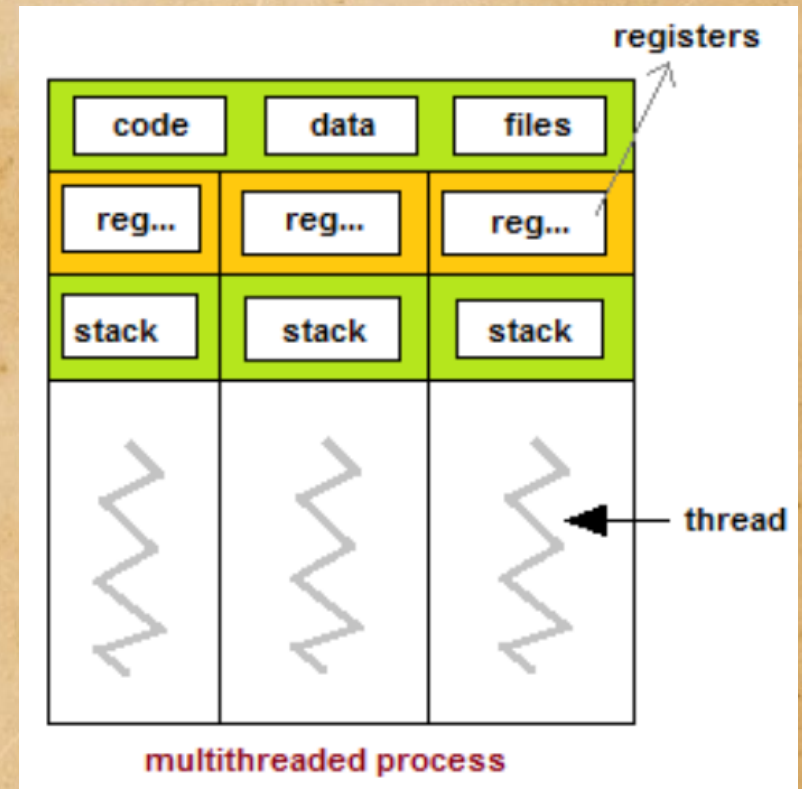 registers
code data files
reg... reg... reg...
stack stack stack
thread
multithreaded process